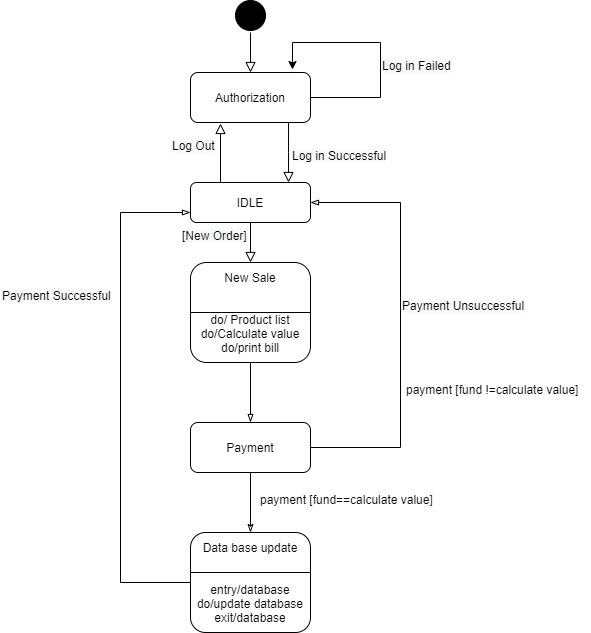 Log in Failed
Authorization
Log Out
Log in Successful
IDLE
[New Order]
New Sale
Payment Successful
do/ Product list
do/Calculate value
do/print bill
Payment Unsuccessful
payment [fund !=calculate value]
Payment
payment [fund==calculate value]
Data base update
entry/database
do/update database
exit/database